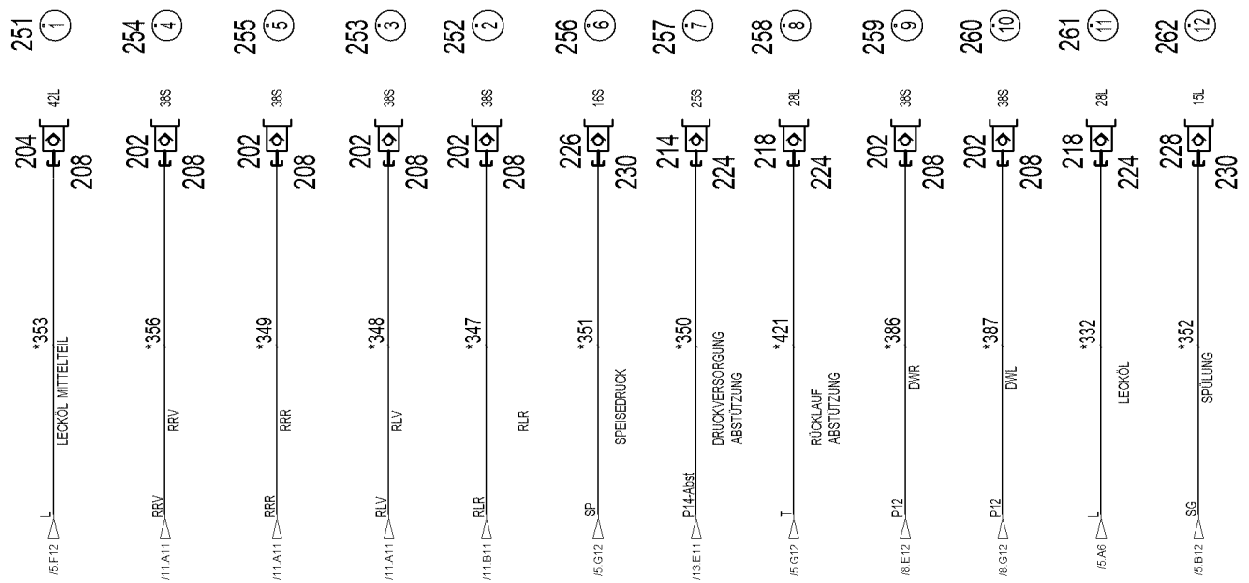 251 1
254 4
255 5
253 3
252 2
256 6
257 7
258 8
259 9
260 10
261 11
262 12
42L
38S
38S
38S
38S
16S
25S
28L
38S
38S
28L
15L
204
208
202
208
202
208
202
208
202
208
226
230
214
224
218
224
202
208
202
208
218
224
228
230
*353
*356
*349
*348
*347
*351
*350
*421
*386
*387
*332
*352
LECKÖL MITTELTEIL
RRV
RRR
RLV
RLR
SPEISEDRUCK
DRUCKVERSORGUNG
ABSTÜTZUNG
RÜCKLAUF
ABSTÜTZUNG
DWR
DWL
LECKÖL
SPÜLUNG
L
RRV
RRR
RLV
RLR
SP
P14-Abst
T
P12
P12
L
SG
/5.F12
/11.A11
/11.A11
/11.A11
/11.B11
/5.G12
/13.E11
/5.G12
/8.E12
/8.G12
/5.A6
/5.B12